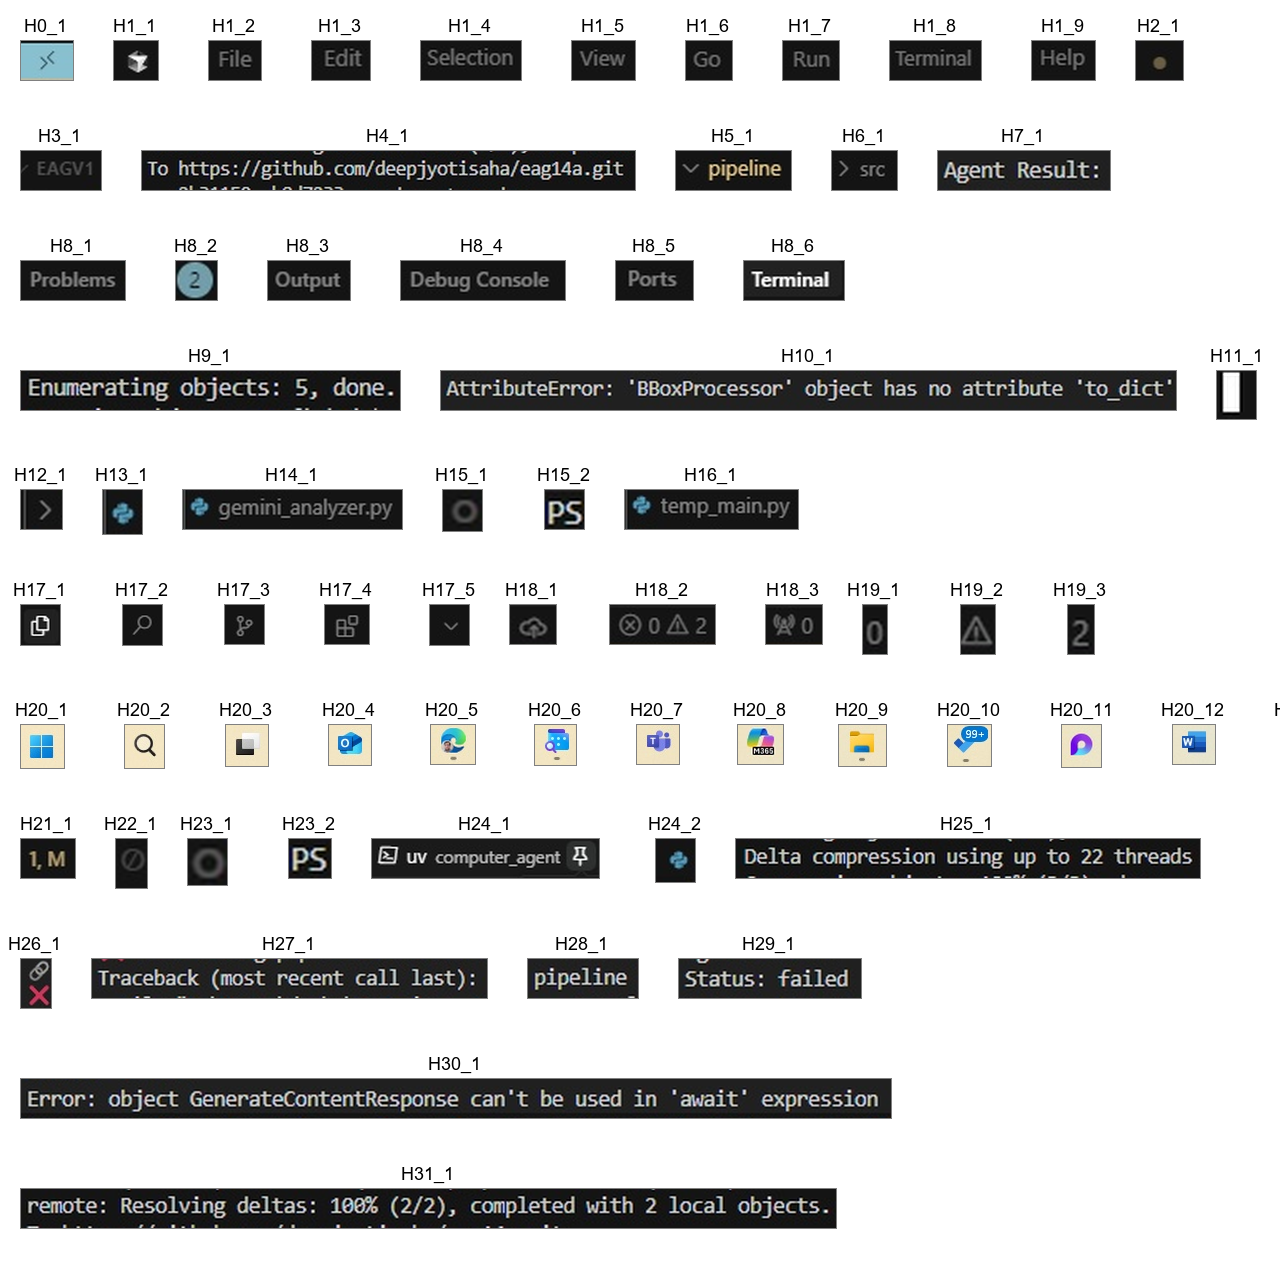 H0_1 H1_1 H1_2 H1_3 H1_4 H1_5 H1_6 H1_7 H1_8 H1_9 H2_1
File Edit Selection View Go Run Terminal Help
H3_1 H4_1 H5_1 H6_1 H7_1
EAGV1 To https://github.com/deepjyotisaha/eag14a.git pipeline src Agent Result:
H8_1 H8_2 H8_3 H8_4 H8_5 H8_6
Problems 2 Output Debug Console Ports Terminal
H9_1 H10_1 H11_1
Enumerating objects: 5, done. AttributeError: 'BBoxProcessor' object has no attribute 'to_dict'
H12_1 H13_1 H14_1 H15_1 H15_2 H16_1
gemini_analyzer.py PS temp_main.py
H17_1 H17_2 H17_3 H17_4 H17_5 H18_1 H18_2 H18_3 H19_1 H19_2 H19_3
0 2 0 0 2
H20_1 H20_2 H20_3 H20_4 H20_5 H20_6 H20_7 H20_8 H20_9 H20_10 H20_11 H20_12
M365 99+ W
H21_1 H22_1 H23_1 H23_2 H24_1 H24_2 H25_1
1, M PS uv computer_agent Delta compression using up to 22 threads
H26_1 H27_1 H28_1 H29_1
Traceback (most recent call last): pipeline Status: failed
H30_1
Error: object GenerateContentResponse can't be used in 'await' expression
H31_1
remote: Resolving deltas: 100% (2/2), completed with 2 local objects.